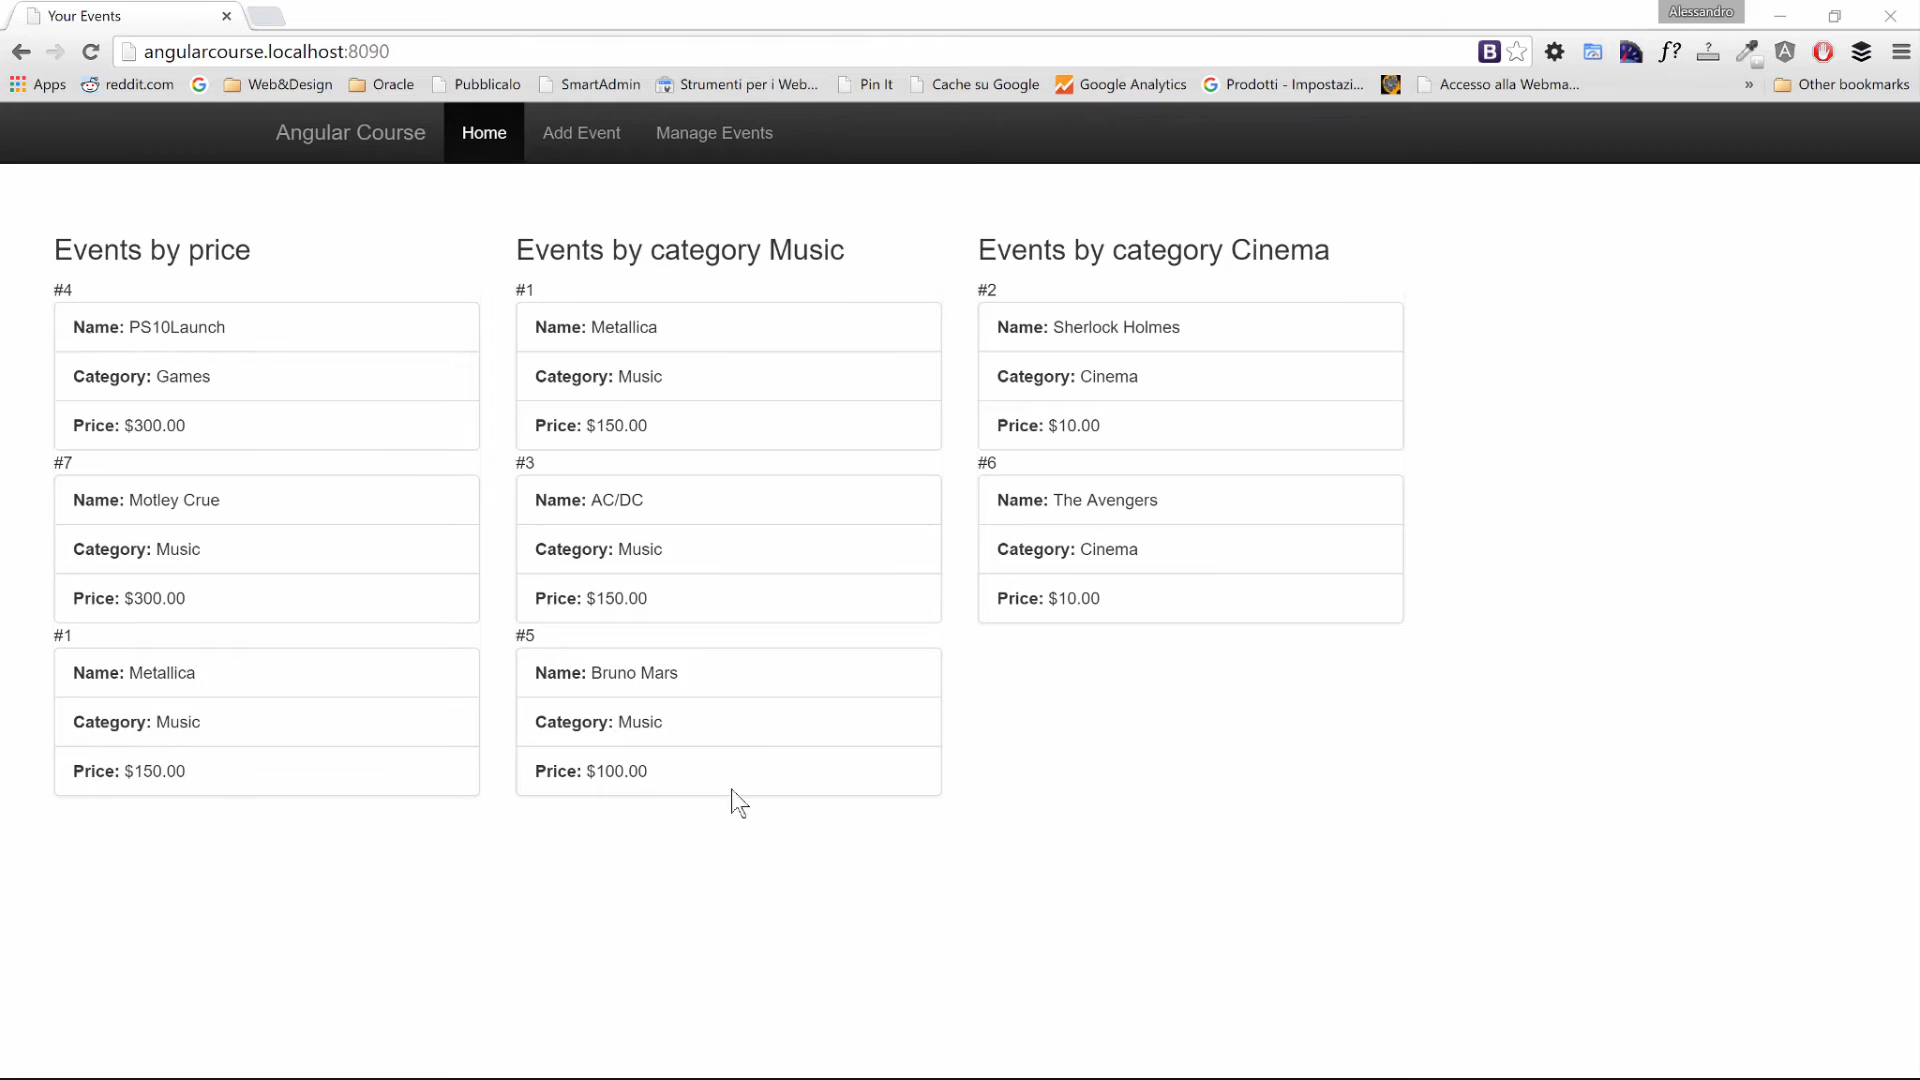 Your Events
Alessandro
angularcourse.localhost:8090
B
f?
?
A
Apps reddit.com G Web&Design Oracle Pubblicalo SmartAdmin Strumenti per i Web... Pin It Cache su Google Google Analytics G Prodotti - Impostazi... Accesso alla Webma... » Other bookmarks
Angular Course Home Add Event Manage Events
Events by price
#4
Name: PS10Launch
Category: Games
Price: $300.00
#7
Name: Motley Crue
Category: Music
Price: $300.00
#1
Name: Metallica
Category: Music
Price: $150.00
Events by category Music
#1
Name: Metallica
Category: Music
Price: $150.00
#3
Name: AC/DC
Category: Music
Price: $150.00
#5
Name: Bruno Mars
Category: Music
Price: $100.00
Events by category Cinema
#2
Name: Sherlock Holmes
Category: Cinema
Price: $10.00
#6
Name: The Avengers
Category: Cinema
Price: $10.00